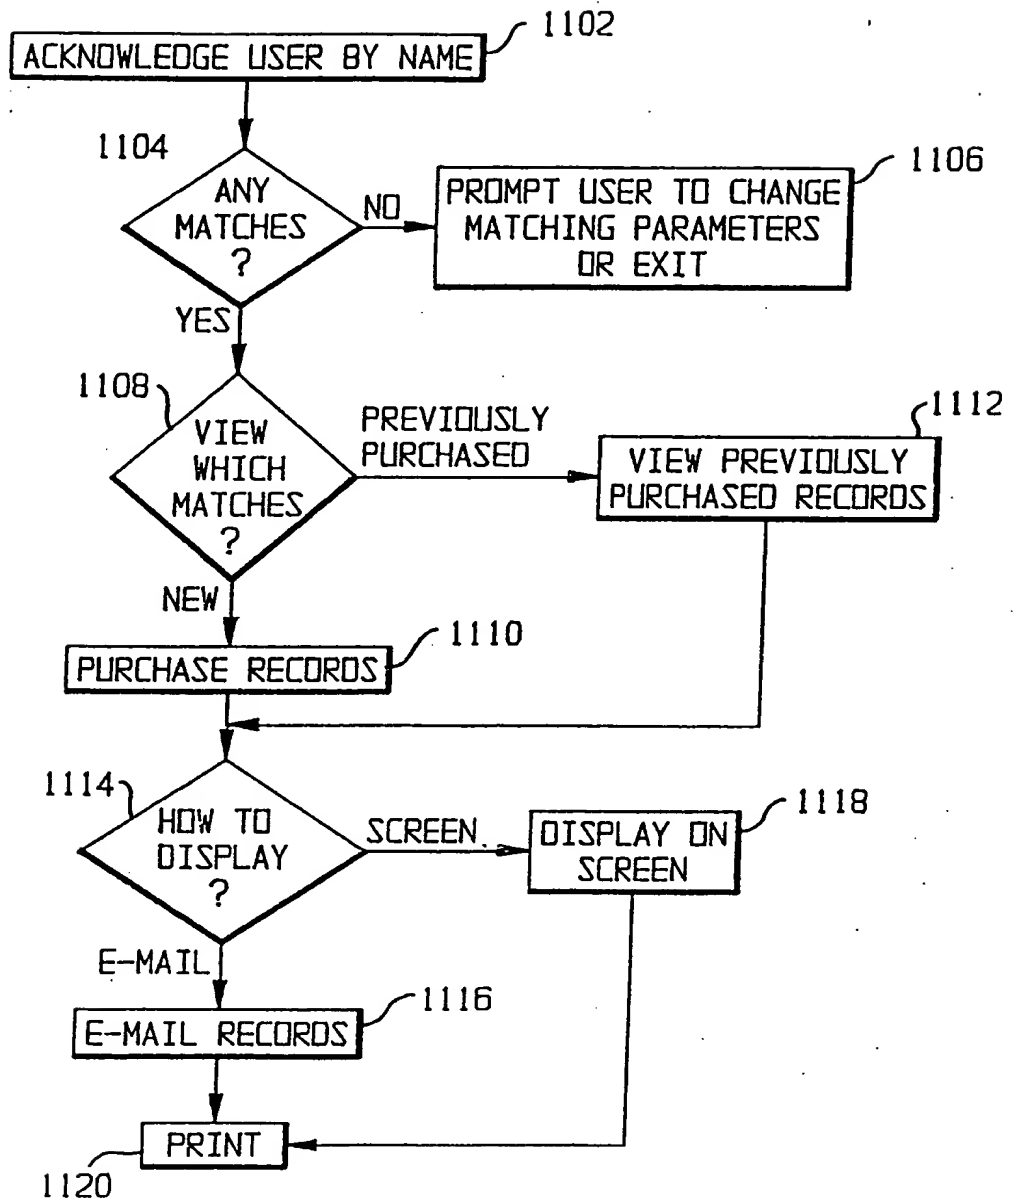 1102
ACKNOWLEDGE USER BY NAME
1104
ANY
MATCHES
?
NO
1106
PROMPT USER TO CHANGE
MATCHING PARAMETERS
OR EXIT
YES
1108
VIEW
WHICH
MATCHES
?
PREVIOUSLY
PURCHASED
1112
VIEW PREVIOUSLY
PURCHASED RECORDS
NEW
1110
PURCHASE RECORDS
1114
HOW TO
DISPLAY
?
SCREEN
1118
DISPLAY ON
SCREEN
E-MAIL
1116
E-MAIL RECORDS
PRINT
1120